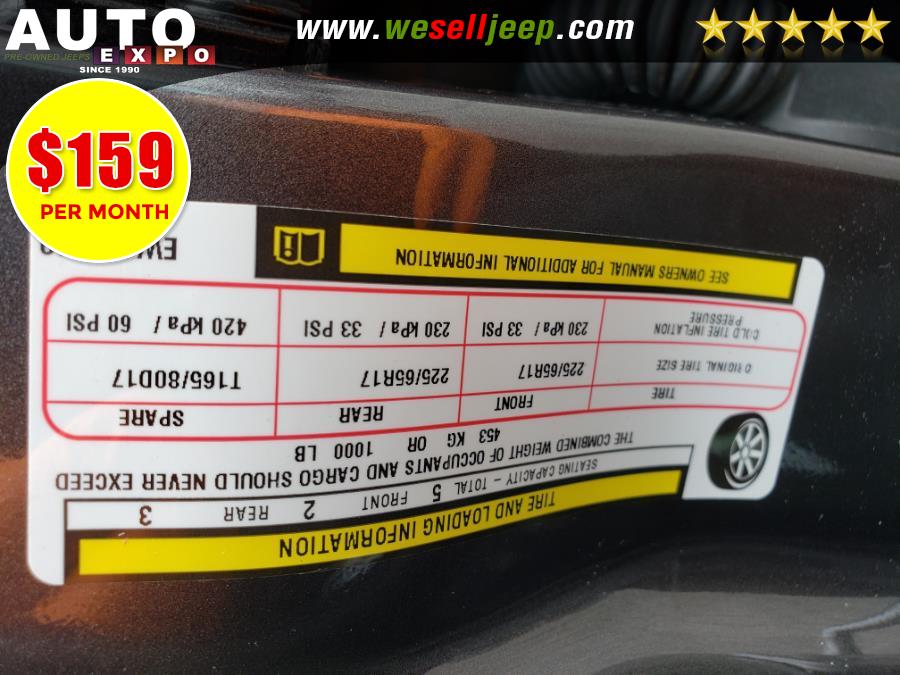 AUTO
PRE-OWNED JEEPS EXPO
SINCE 1990
www.weselljeep.com
$159
PER MONTH
TIRE AND LOADING INFORMATION
SEATING CAPACITY – TOTAL 5 FRONT 2 REAR 3
THE COMBINED WEIGHT OF OCCUPANTS AND CARGO SHOULD NEVER EXCEED
453 KG OR 1000 LB
TIRE FRONT REAR SPARE
ORIGINAL TIRE SIZE 225/65R17 225/65R17 T165/80D17
COLD TIRE INFLATION PRESSURE 230 kPa / 33 PSI 230 kPa / 33 PSI 420 kPa / 60 PSI
SEE OWNERS MANUAL FOR ADDITIONAL INFORMATION